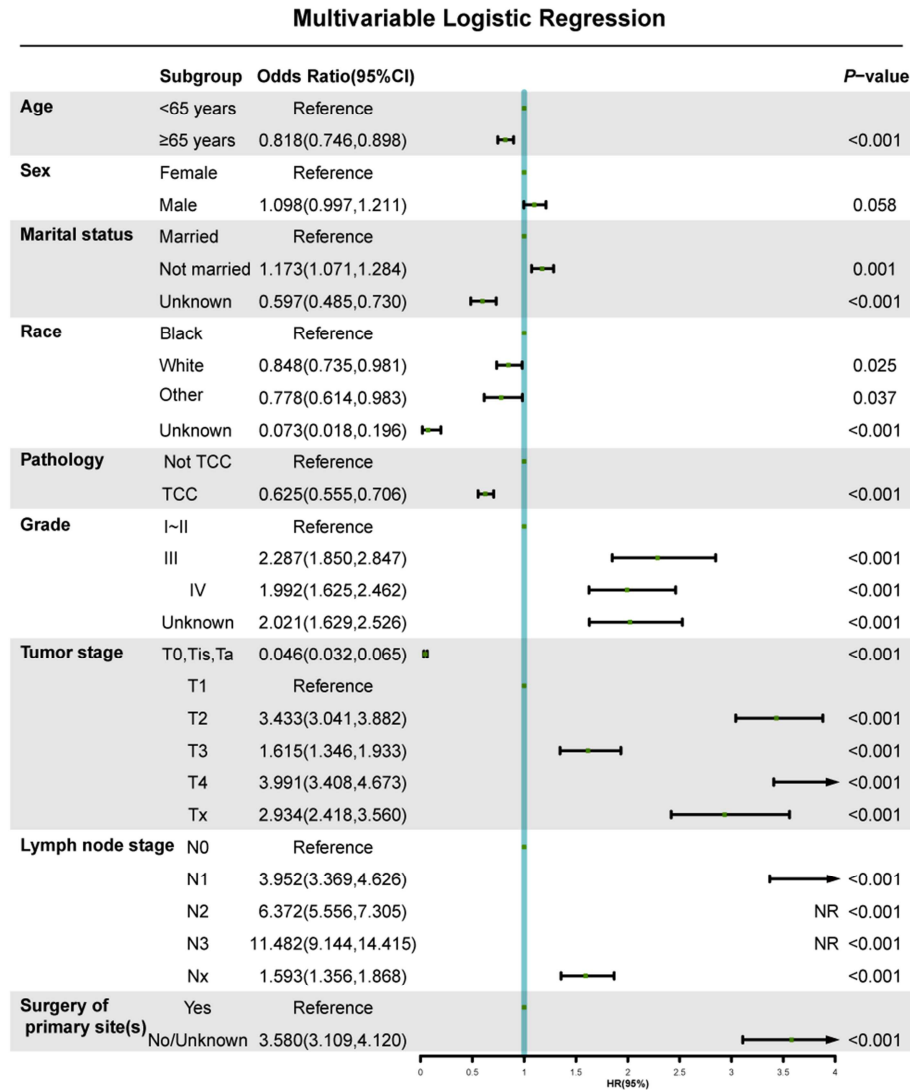 Multivariable Logistic Regression
Subgroup Odds Ratio(95%CI) P-value
Age <65 years Reference
≥65 years 0.818(0.746,0.898) <0.001
Sex Female Reference
Male 1.098(0.997,1.211) 0.058
Marital status Married Reference
Not married 1.173(1.071,1.284) 0.001
Unknown 0.597(0.485,0.730) <0.001
Race Black Reference
White 0.848(0.735,0.981) 0.025
Other 0.778(0.614,0.983) 0.037
Unknown 0.073(0.018,0.196) <0.001
Pathology Not TCC Reference
TCC 0.625(0.555,0.706) <0.001
Grade I~II Reference
III 2.287(1.850,2.847) <0.001
IV 1.992(1.625,2.462) <0.001
Unknown 2.021(1.629,2.526) <0.001
Tumor stage T0,Tis,Ta 0.046(0.032,0.065) <0.001
T1 Reference
T2 3.433(3.041,3.882) <0.001
T3 1.615(1.346,1.933) <0.001
T4 3.991(3.408,4.673) <0.001
Tx 2.934(2.418,3.560) <0.001
Lymph node stage N0 Reference
N1 3.952(3.369,4.626) <0.001
N2 6.372(5.556,7.305) NR <0.001
N3 11.482(9.144,14.415) NR <0.001
Nx 1.593(1.356,1.868) <0.001
Surgery of Yes Reference
primary site(s) No/Unknown 3.580(3.109,4.120) <0.001
0 0.5 1 1.5 2 2.5 3 3.5 4
HR(95%)